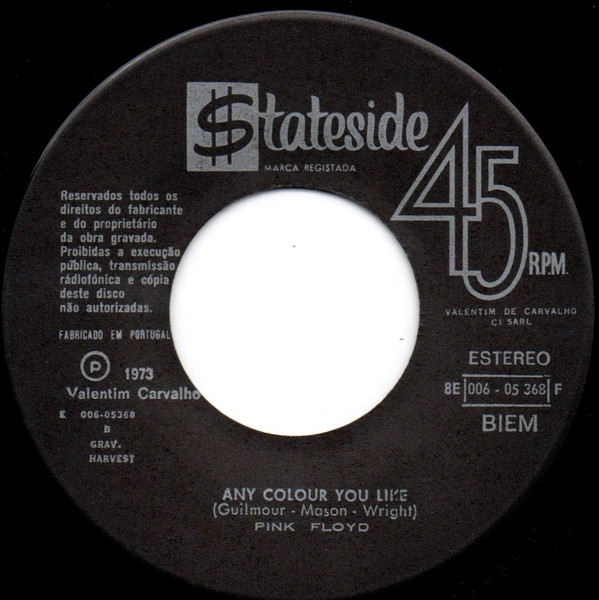 $tateside
MARCA REGISTADA
45
R.P.M.
Reservados todos os
direitos do fabricante
e do proprietário
da obra gravada.
Proibidas a execução
pública, transmissão
rádiofónica e cópia
deste disco
não autorizadas.
FABRICADO EM PORTUGAL
P 1973
Valentim Carvalho
E 006-05368
B
GRAV.
HARVEST
VALENTIM DE CARVALHO
CI SARL
ESTEREO
8E 006 - 05 368 F
BIEM
ANY COLOUR YOU LIKE
(Guilmour - Mason - Wright)
PINK FLOYD